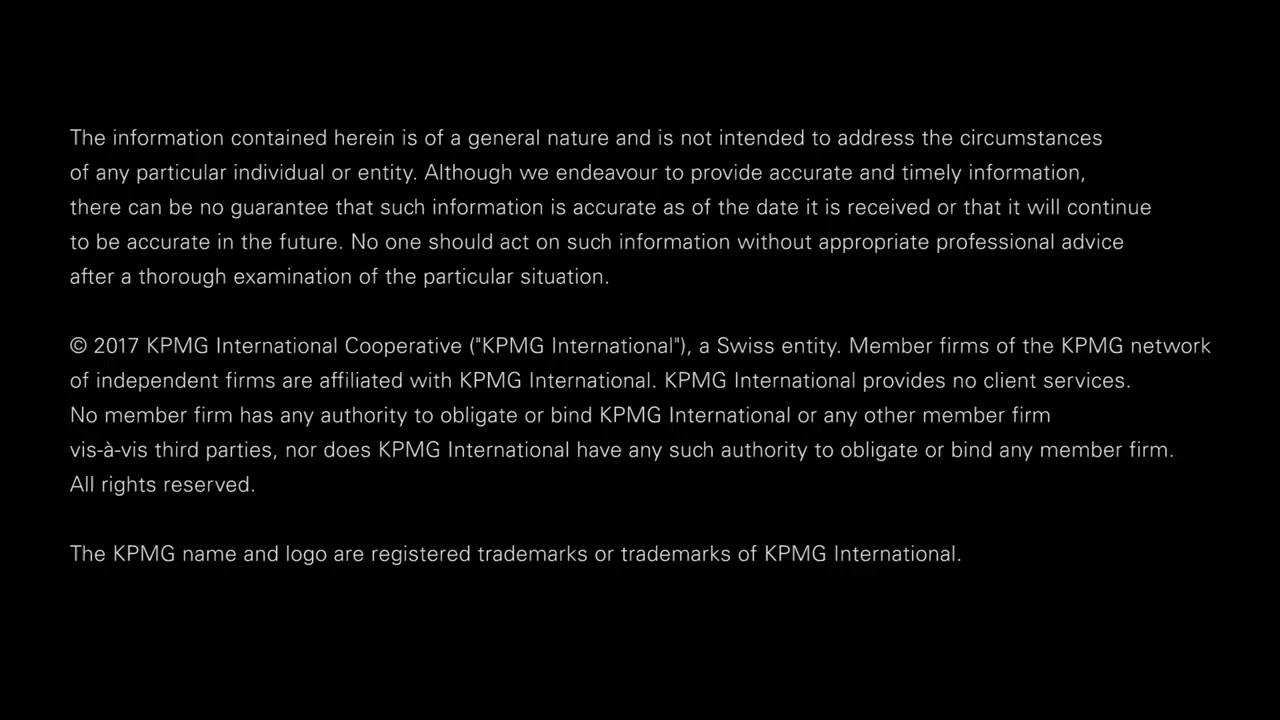 The information contained herein is of a general nature and is not intended to address the circumstances
of any particular individual or entity. Although we endeavour to provide accurate and timely information,
there can be no guarantee that such information is accurate as of the date it is received or that it will continue
to be accurate in the future. No one should act on such information without appropriate professional advice
after a thorough examination of the particular situation.
© 2017 KPMG International Cooperative ("KPMG International"), a Swiss entity. Member firms of the KPMG network
of independent firms are affiliated with KPMG International. KPMG International provides no client services.
No member firm has any authority to obligate or bind KPMG International or any other member firm
vis-à-vis third parties, nor does KPMG International have any such authority to obligate or bind any member firm.
All rights reserved.
The KPMG name and logo are registered trademarks or trademarks of KPMG International.